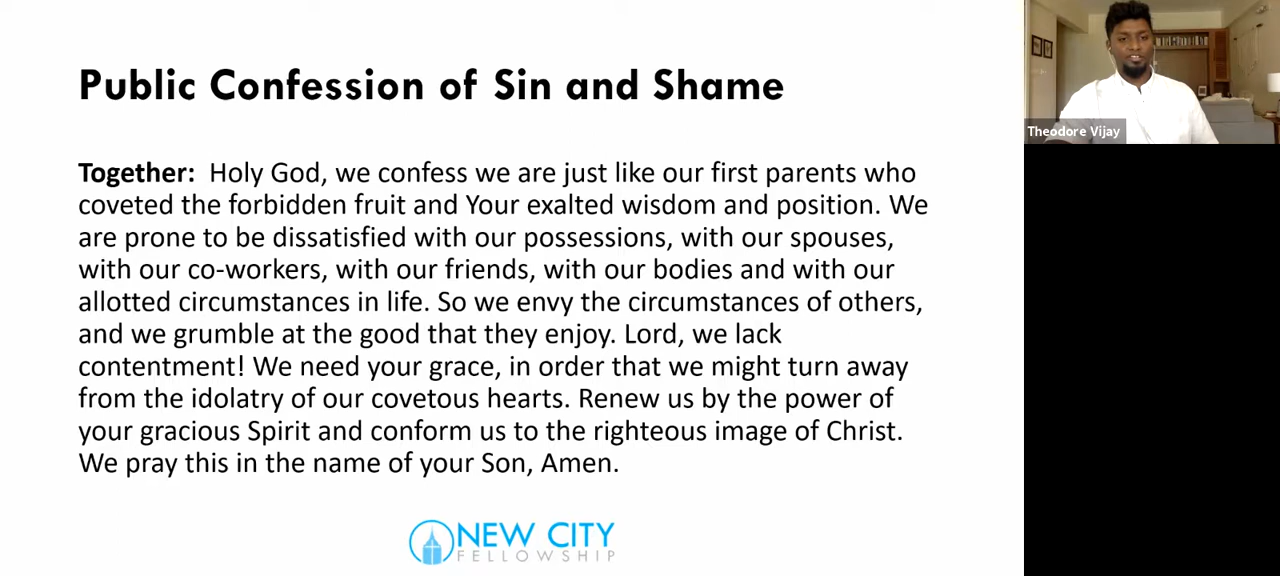 Public Confession of Sin and Shame
Together: Holy God, we confess we are just like our first parents who
coveted the forbidden fruit and Your exalted wisdom and position. We
are prone to be dissatisfied with our possessions, with our spouses,
with our co-workers, with our friends, with our bodies and with our
allotted circumstances in life. So we envy the circumstances of others,
and we grumble at the good that they enjoy. Lord, we lack
contentment! We need your grace, in order that we might turn away
from the idolatry of our covetous hearts. Renew us by the power of
your gracious Spirit and conform us to the righteous image of Christ.
We pray this in the name of your Son, Amen.
NEW CITY
FELLOWSHIP
Theodore Vijay